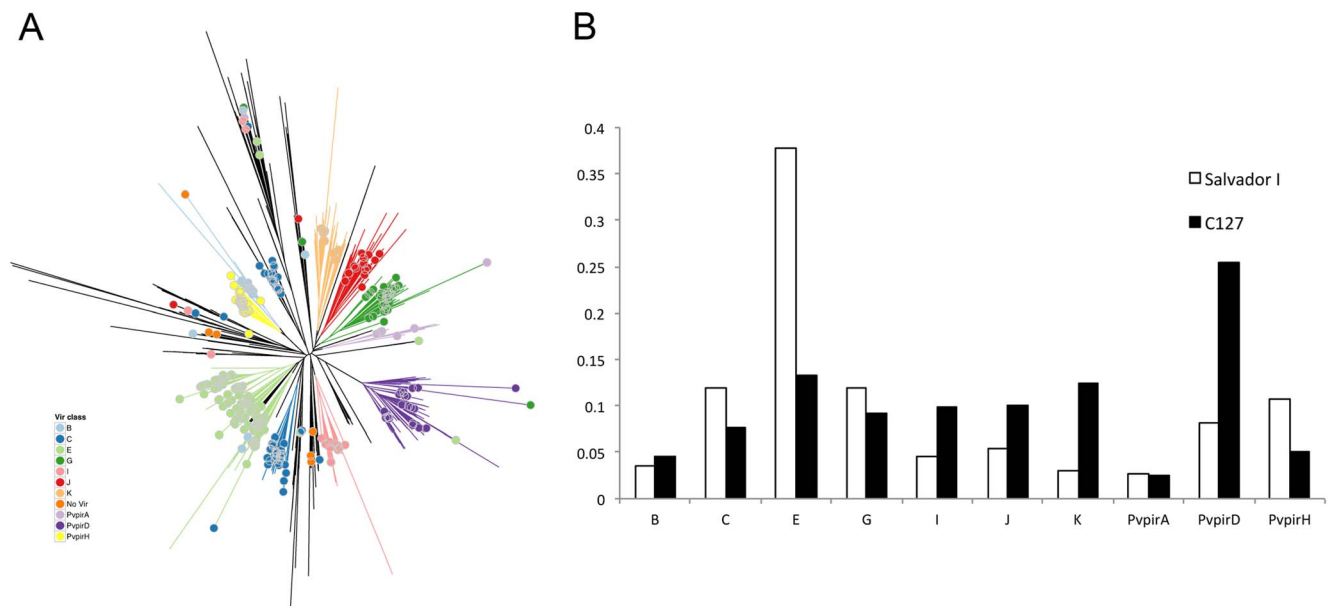 A
Vir class
B
C
E
G
I
J
K
No Vir
PvpirA
PvpirD
PvpirH
B
0.4
0.35
0.3
0.25
0.2
0.15
0.1
0.05
0
Salvador I
C127
B C E G I J K PvpirA PvpirD PvpirH